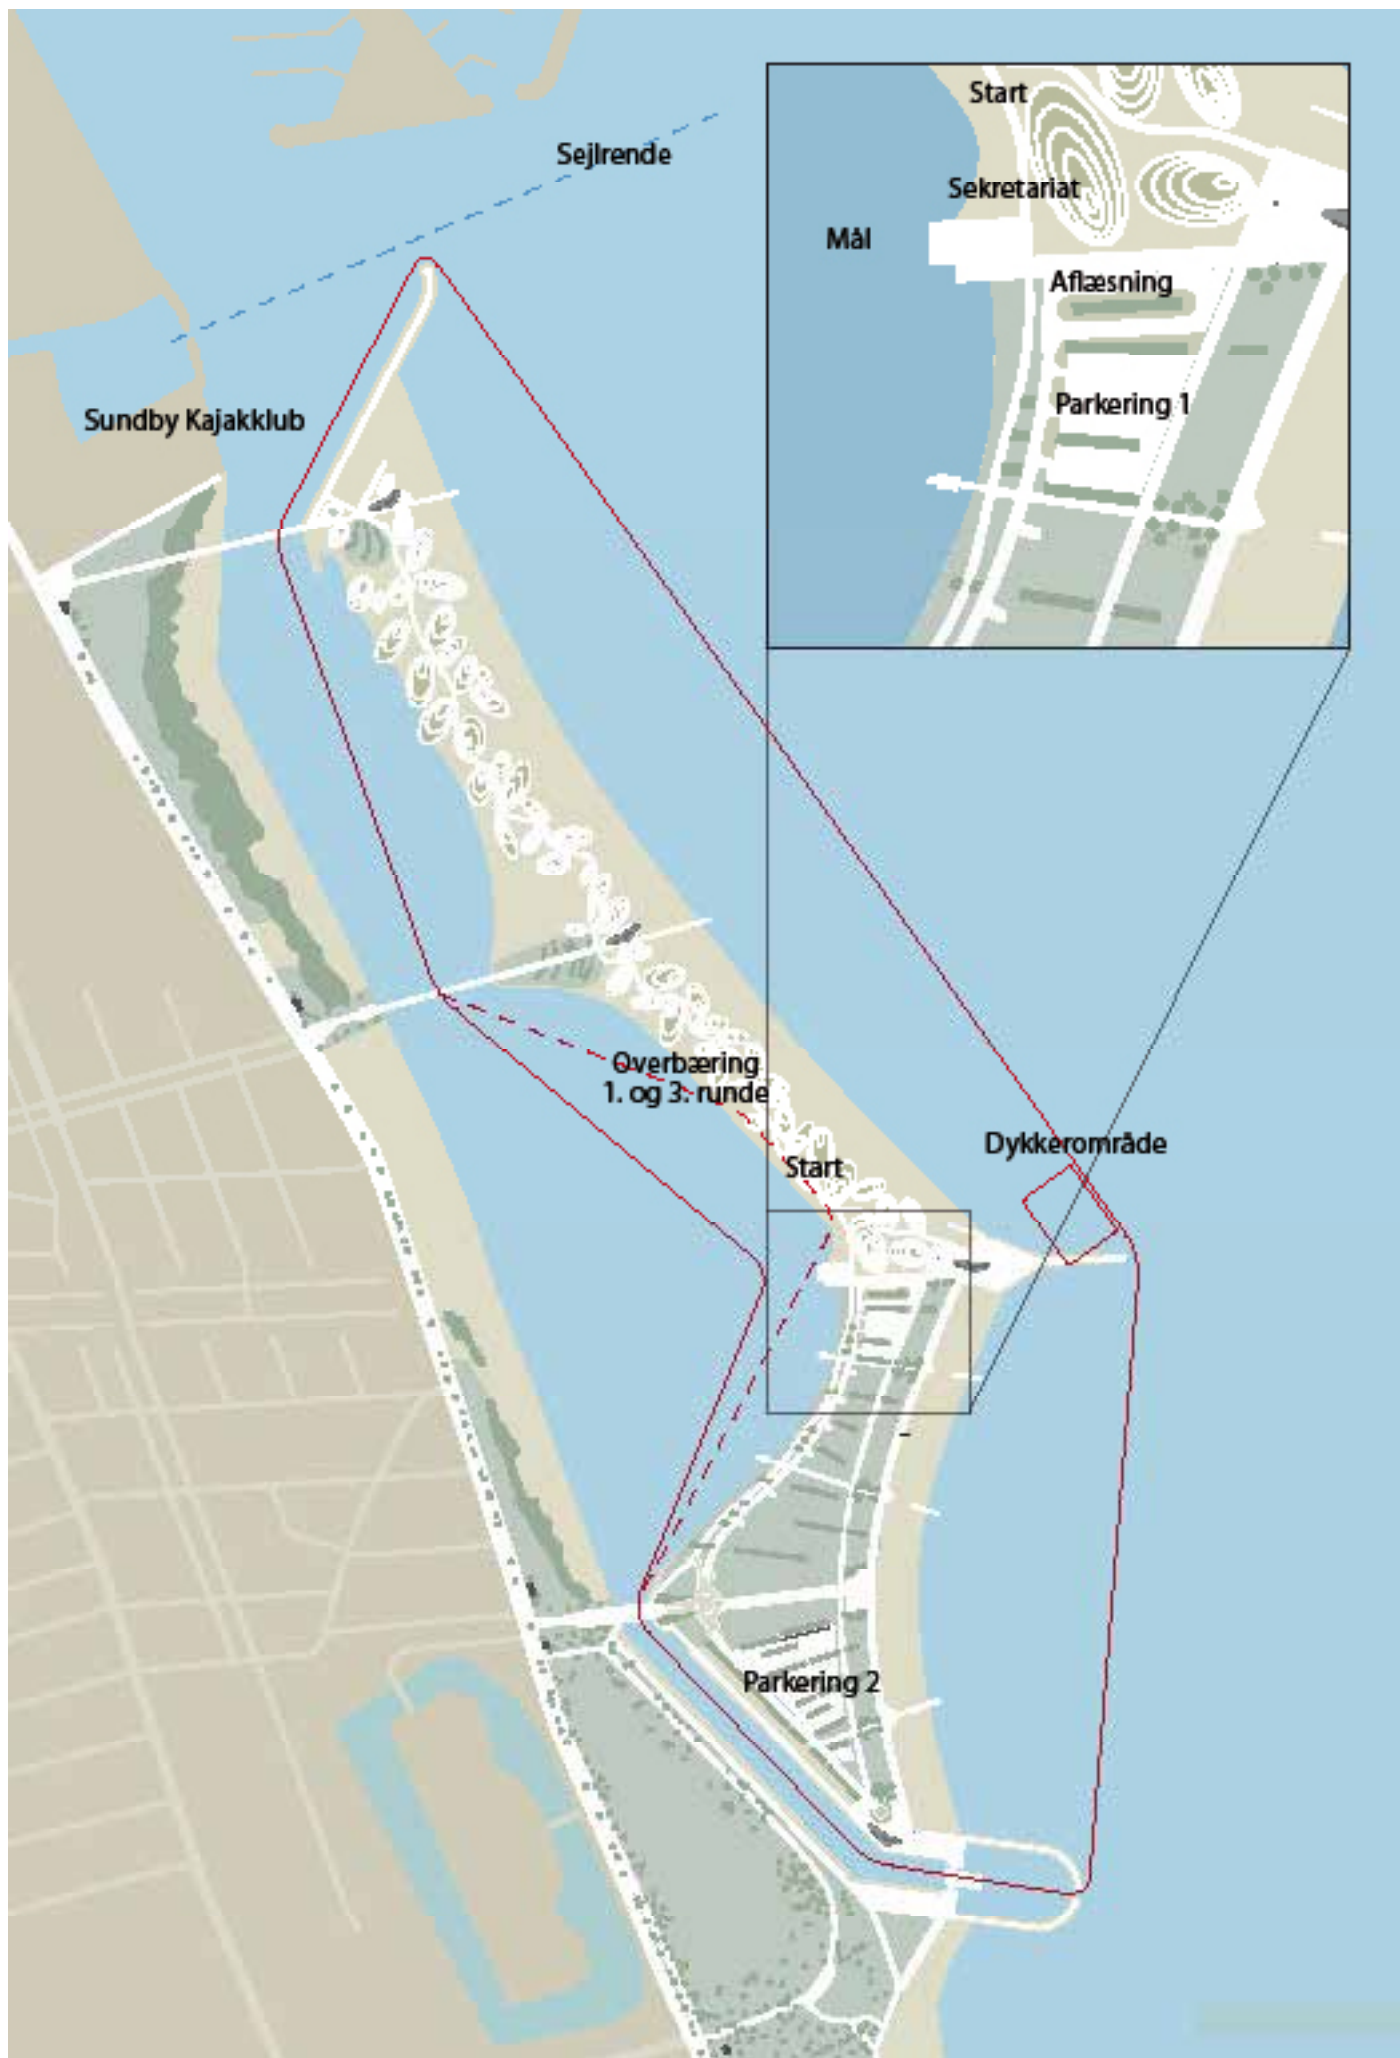 Start
Sejlrende
Sekretariat
Mål
Aflæsning
Parkering 1
Sundby Kajakklub
Overbæring
1. og 3. runde
Dykkerområde
Start
Parkering 2